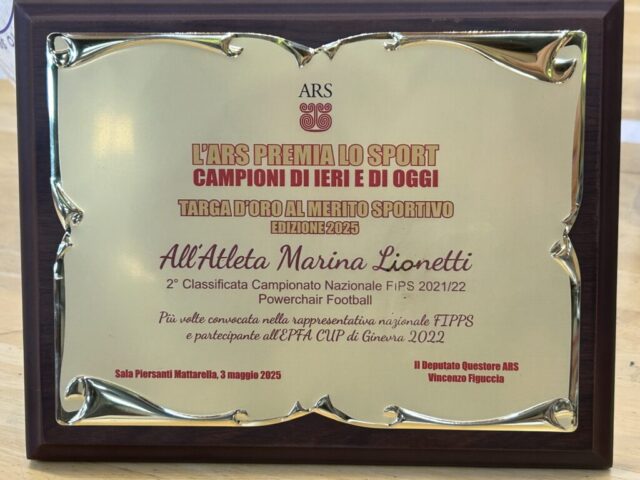 ARS
L'ARS PREMIA LO SPORT
CAMPIONI DI IERI E DI OGGI
TARGA D'ORO AL MERITO SPORTIVO
EDIZIONE 2025
All'Atleta Marina Lionetti
2° Classificata Campionato Nazionale FIPS 2021/22
Powerchair Football
Più volte convocata nella rappresentativa nazionale FIPPS
e partecipante all'EPFA CUP di Ginevra 2022
Sala Piersanti Mattarella, 3 maggio 2025
Il Deputato Questore ARS
Vincenzo Figuccia